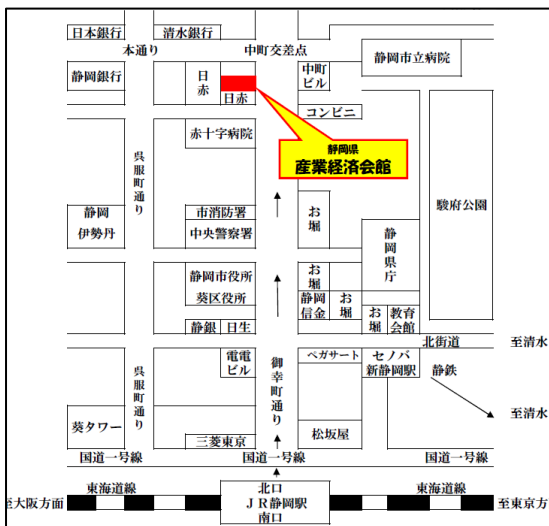 日本銀行
清水銀行
本通り
中町交差点
静岡市立病院
静岡銀行
日赤
日赤
中町
ビル
コンビニ
赤十字病院
静岡県
産業経済会館
呉服町通り
駿府公園
静岡
伊勢丹
市消防署
中央警察署
お堀
静岡県庁
静岡市役所
葵区役所
お堀
静岡
信金
お堀
お堀
教育
会館
静銀
日生
北街道
至清水
電電
ビル
御幸町通り
ペガサート
セノバ
新静岡駅
静鉄
呉服町通り
至清水
葵タワー
三菱東京
松坂屋
国道一号線
国道一号線
国道一号線
東海道線
北口
東海道線
至大阪方面
JR静岡駅
至東京方
南口